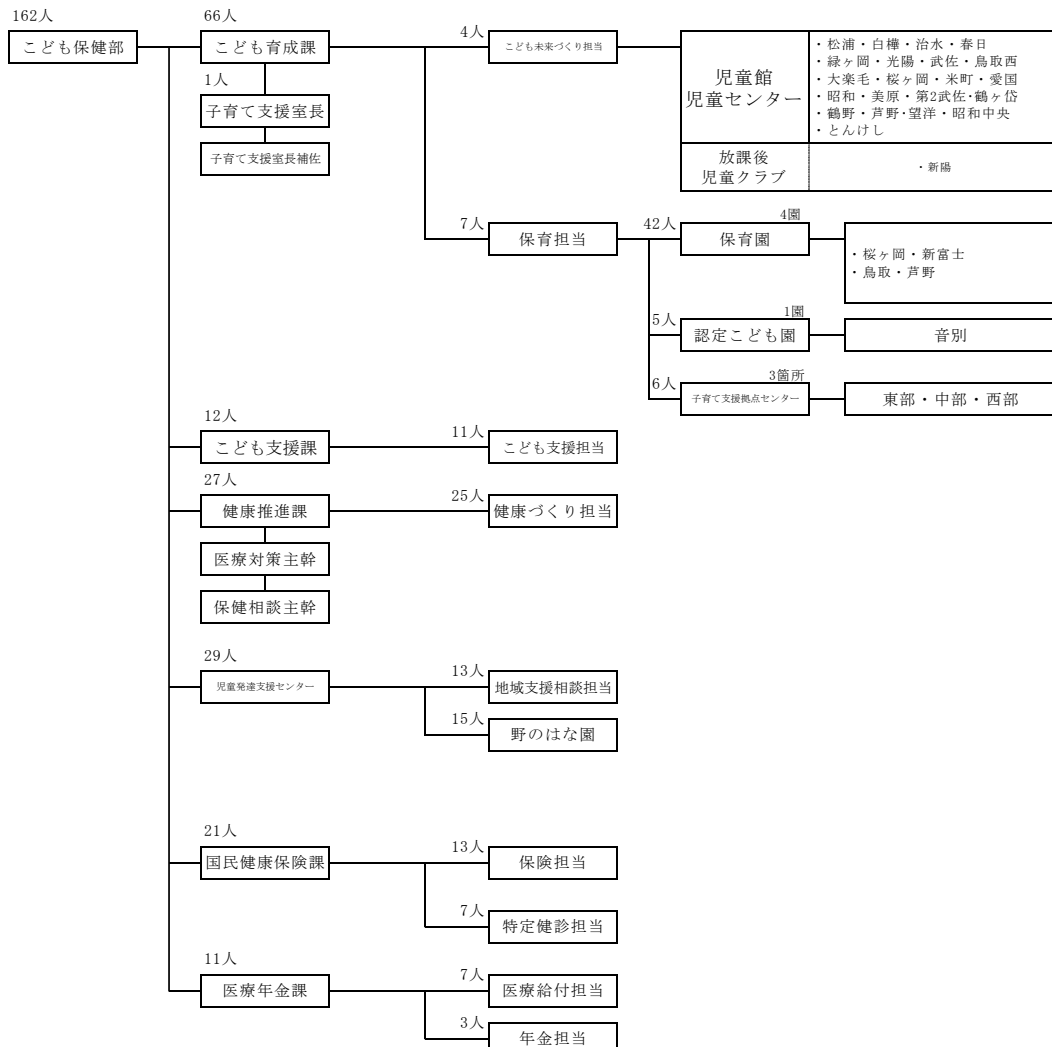 162人
こども保健部
66人
こども育成課
1人
子育て支援室長
子育て支援室長補佐
4人
こども未来づくり担当
児童館
児童センター
・松浦・白樺・治水・春日
・緑ヶ岡・光陽・武佐・鳥取西
・大楽毛・桜ヶ岡・米町・愛国
・昭和・美原・第2武佐・鶴ヶ岱
・鶴野・芦野・望洋・昭和中央
・とんけし
放課後
児童クラブ
・新陽
7人
保育担当
42人
4園
保育園
・桜ヶ岡・新富士
・鳥取・芦野
5人
1園
認定こども園
音別
6人
3箇所
子育て支援拠点センター
東部・中部・西部
12人
こども支援課
11人
こども支援担当
27人
健康推進課
25人
健康づくり担当
医療対策主幹
保健相談主幹
29人
児童発達支援センター
13人
地域支援相談担当
15人
野のはな園
21人
国民健康保険課
13人
保険担当
7人
特定健診担当
11人
医療年金課
7人
医療給付担当
3人
年金担当